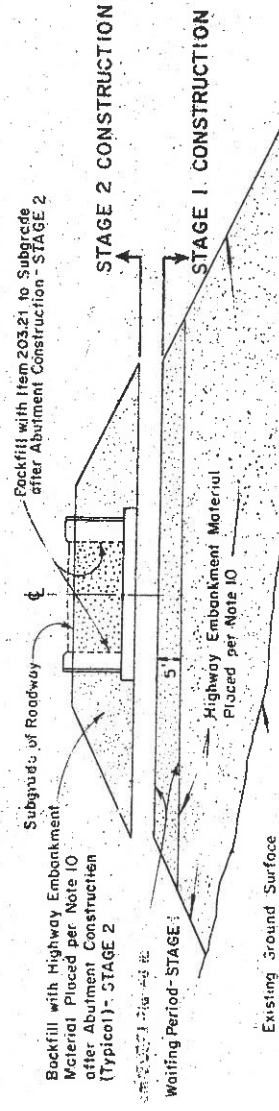 Backfill with Item 203.21 to Subgrade
after Abutment Construction - STAGE 2
℄
Subgrade of Roadway
Backfill with Highway Embankment
Material Placed per Note 10
after Abutment Construction
(Typical) - STAGE 2
STAGE 2 CONSTRUCTION
STAGE 1 CONSTRUCTION
5'
Waiting Period - STAGE 1
Highway Embankment Material
Placed per Note 10
Existing Ground Surface